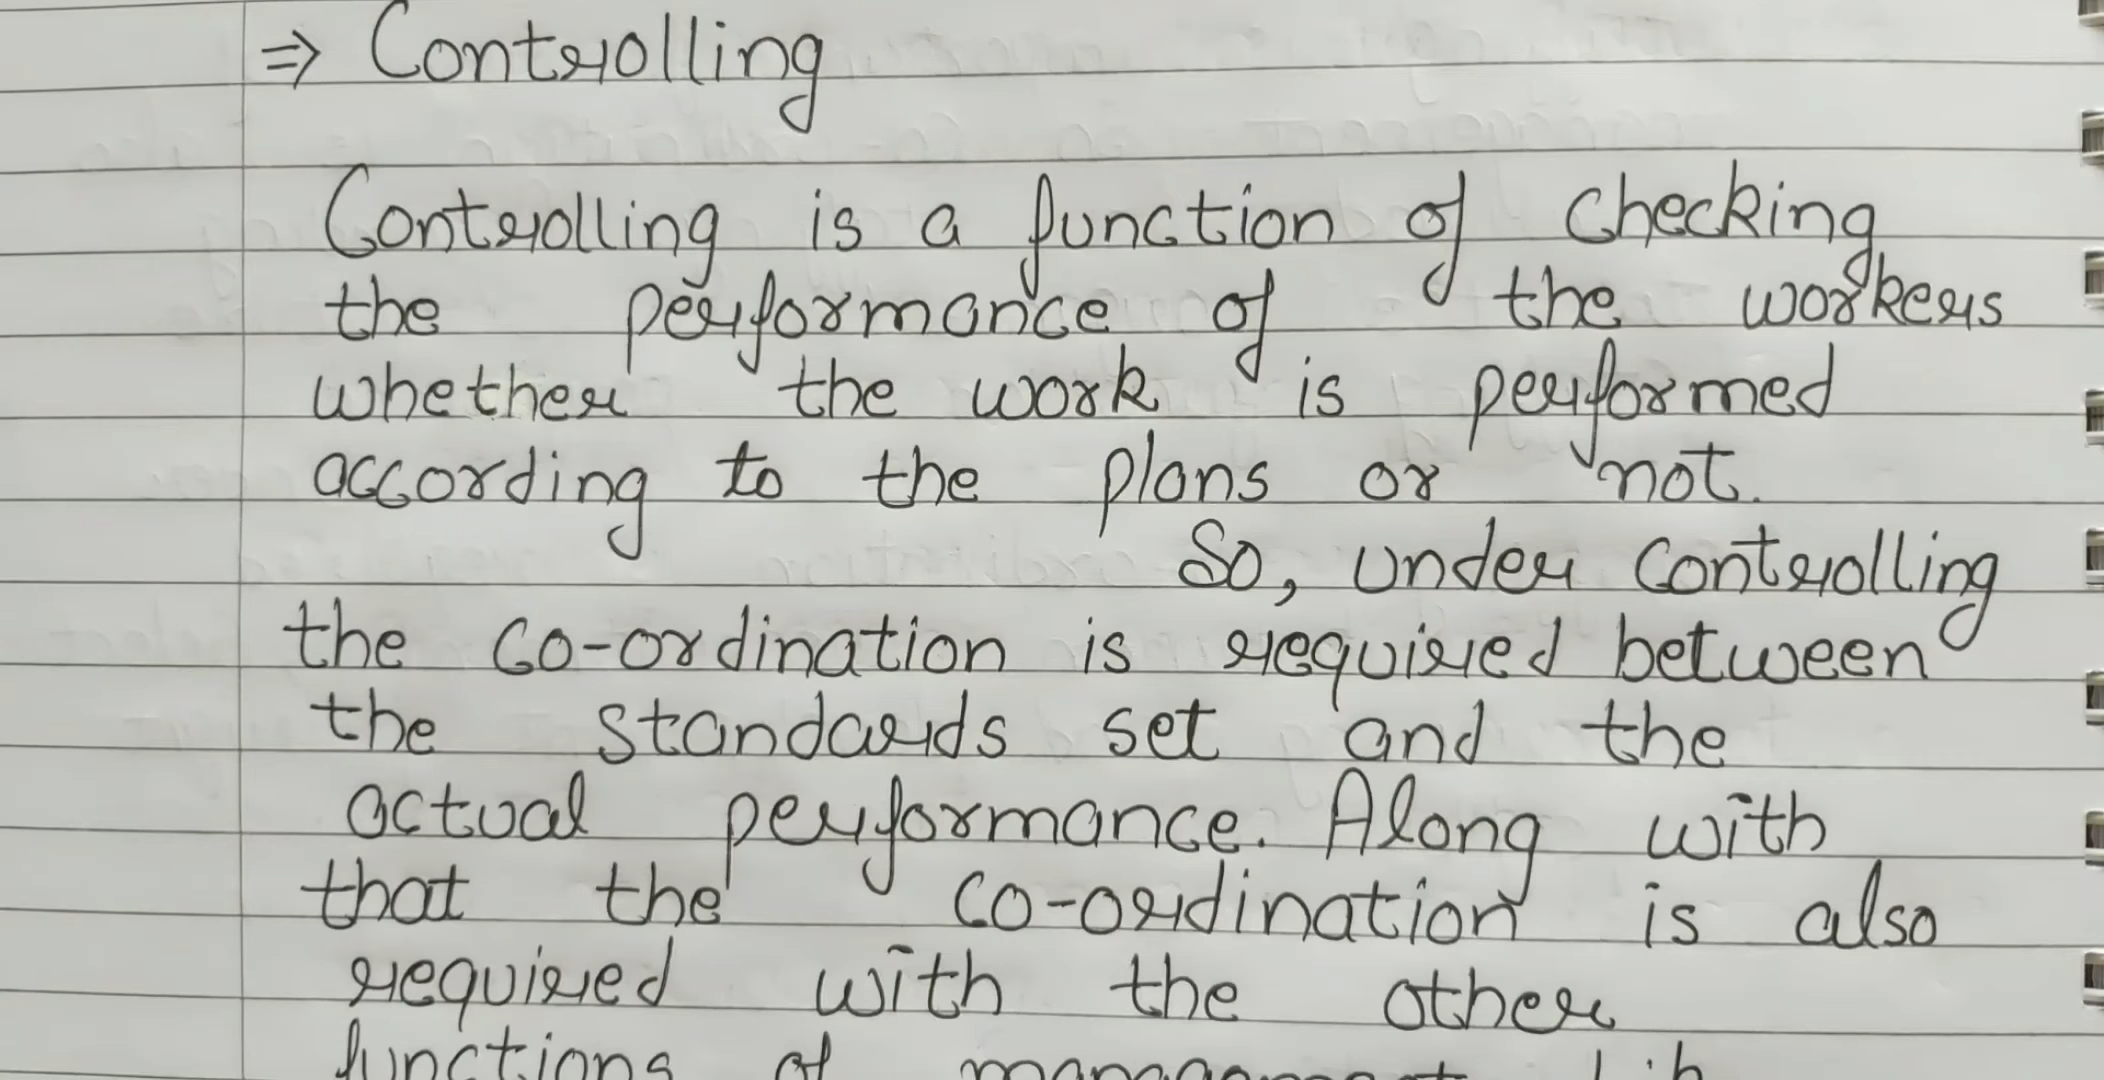 ⇒ Controlling
Controlling is a function of checking
the performance of the workers
whether the work is performed
according to the plans or not.
So, under controlling
the co-ordination is required between
the standards set and the
actual performance. Along with
that the co-ordination is also
required with the other
functions of management